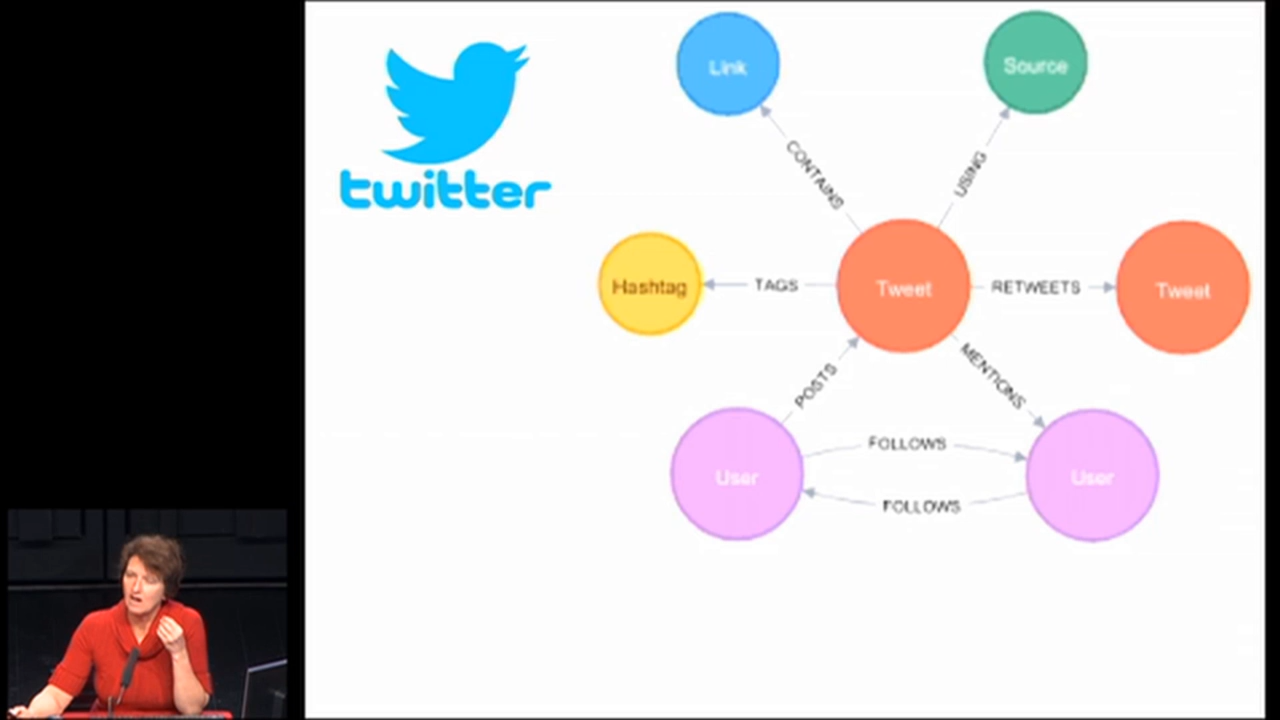 twitter
Link
Source
CONTAINS
USING
Hashtag
TAGS
Tweet
RETWEETS
Tweet
POSTS
MENTIONS
User
FOLLOWS
User
FOLLOWS